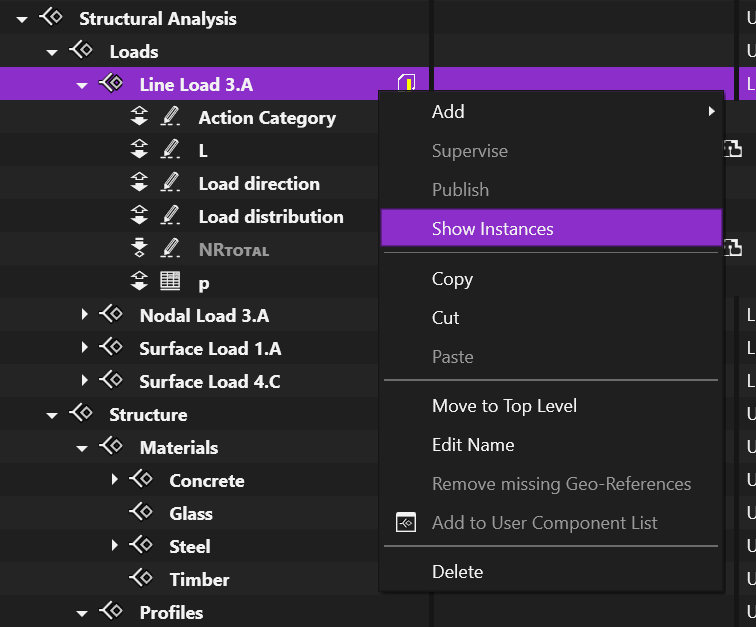 Structural Analysis
Loads
Line Load 3.A
Action Category
L
Load direction
Load distribution
NRTOTAL
p
Nodal Load 3.A
Surface Load 1.A
Surface Load 4.C
Structure
Materials
Concrete
Glass
Steel
Timber
Profiles
Add
Supervise
Publish
Show Instances
Copy
Cut
Paste
Move to Top Level
Edit Name
Remove missing Geo-References
Add to User Component List
Delete